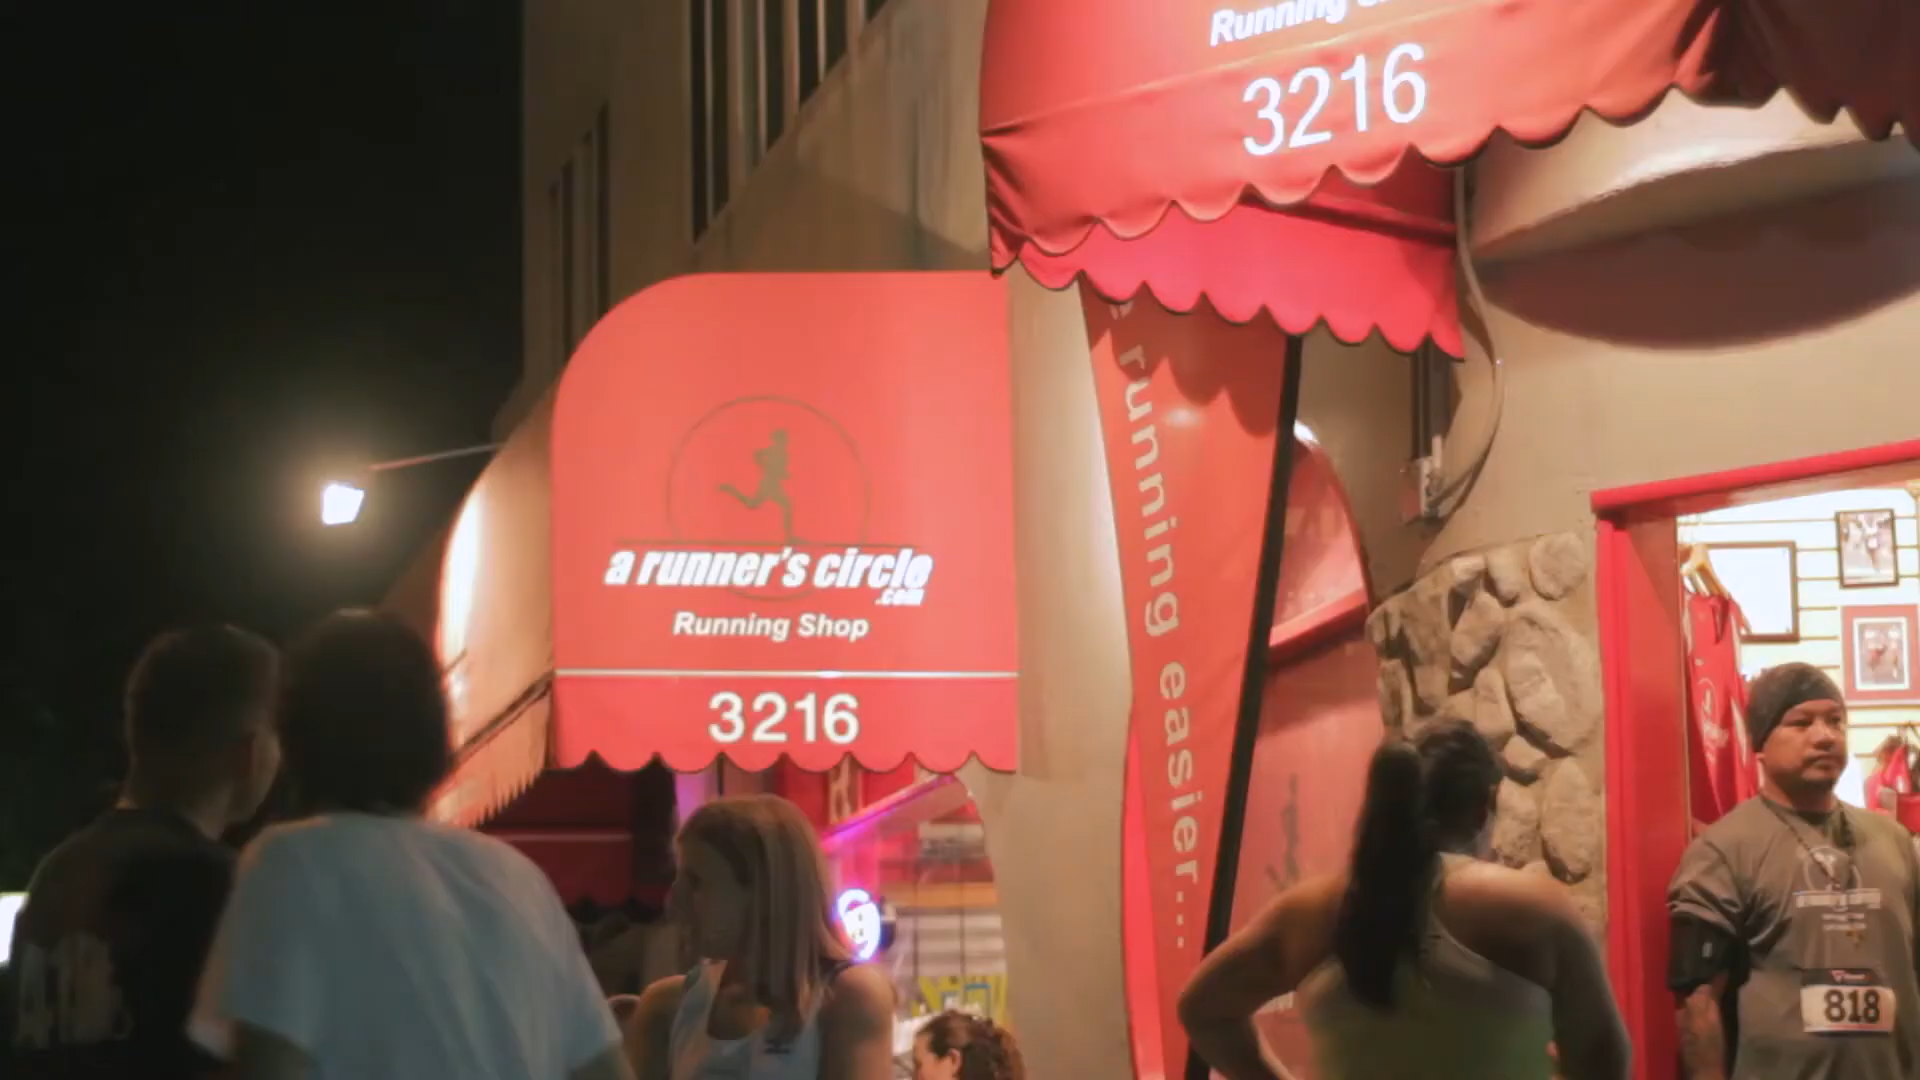 Running
3216
a runner's circle
.com
Running Shop
3216
running easier...
818